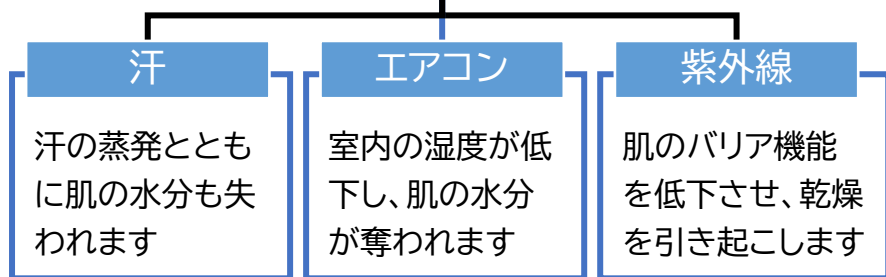 汗
汗の蒸発ととも
に肌の水分も失
われます
エアコン
室内の湿度が低
下し、肌の水分
が奪われます
紫外線
肌のバリア機能
を低下させ、乾燥
を引き起こします